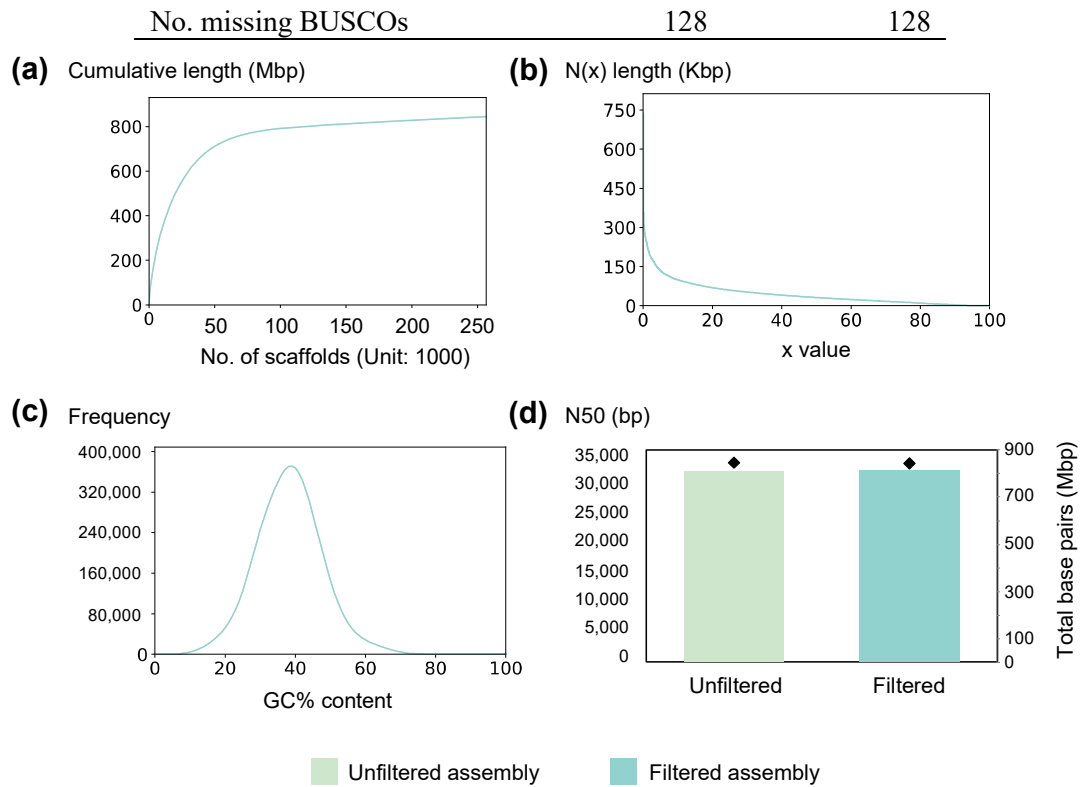 No. missing BUSCOs 128 128
(a) Cumulative length (Mbp)
800
600
400
200
0
0 50 100 150 200 250
No. of scaffolds (Unit: 1000)
(b) N(x) length (Kbp)
750
600
450
300
150
0
0 20 40 60 80 100
x value
(c) Frequency
400,000
320,000
240,000
160,000
80,000
0
0 20 40 60 80 100
GC% content
(d) N50 (bp)
35,000
30,000
25,000
20,000
15,000
10,000
5,000
0
900
700
500
300
100
0
Total base pairs (Mbp)
Unfiltered Filtered
Unfiltered assembly Filtered assembly